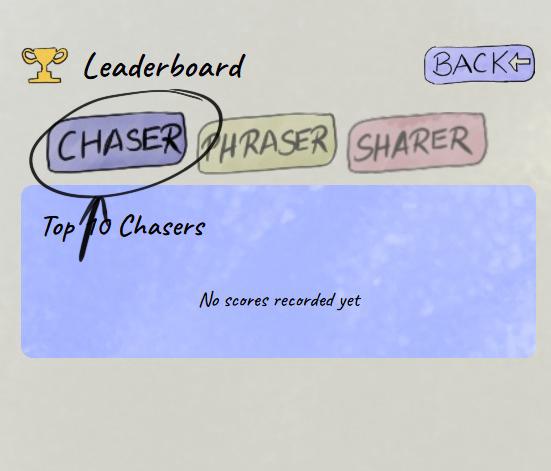 Leaderboard
BACK
CHASER
PHRASER
SHARER
Top 10 Chasers
No scores recorded yet